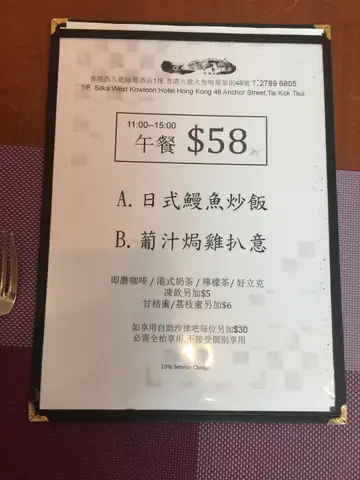 香港西九龍絲麗酒店1樓 香港九龍大角咀晏架街48號 T:2789 6805
1/F, Silka West Kowloon Hotel Hong Kong 48 Anchor Street,Tai Kok Tsui
11:00–15:00
午餐 $58
A. 日式鰻魚炒飯
B. 葡汁焗雞扒意
即磨咖啡 / 港式奶茶 / 檸檬茶 / 好立克
凍飲另加$5
甘桔蜜/荔枝蜜另加$6
如享用自助沙律吧每位另加$30
必需全枱享用,不接受個別享用
10% Service Charge